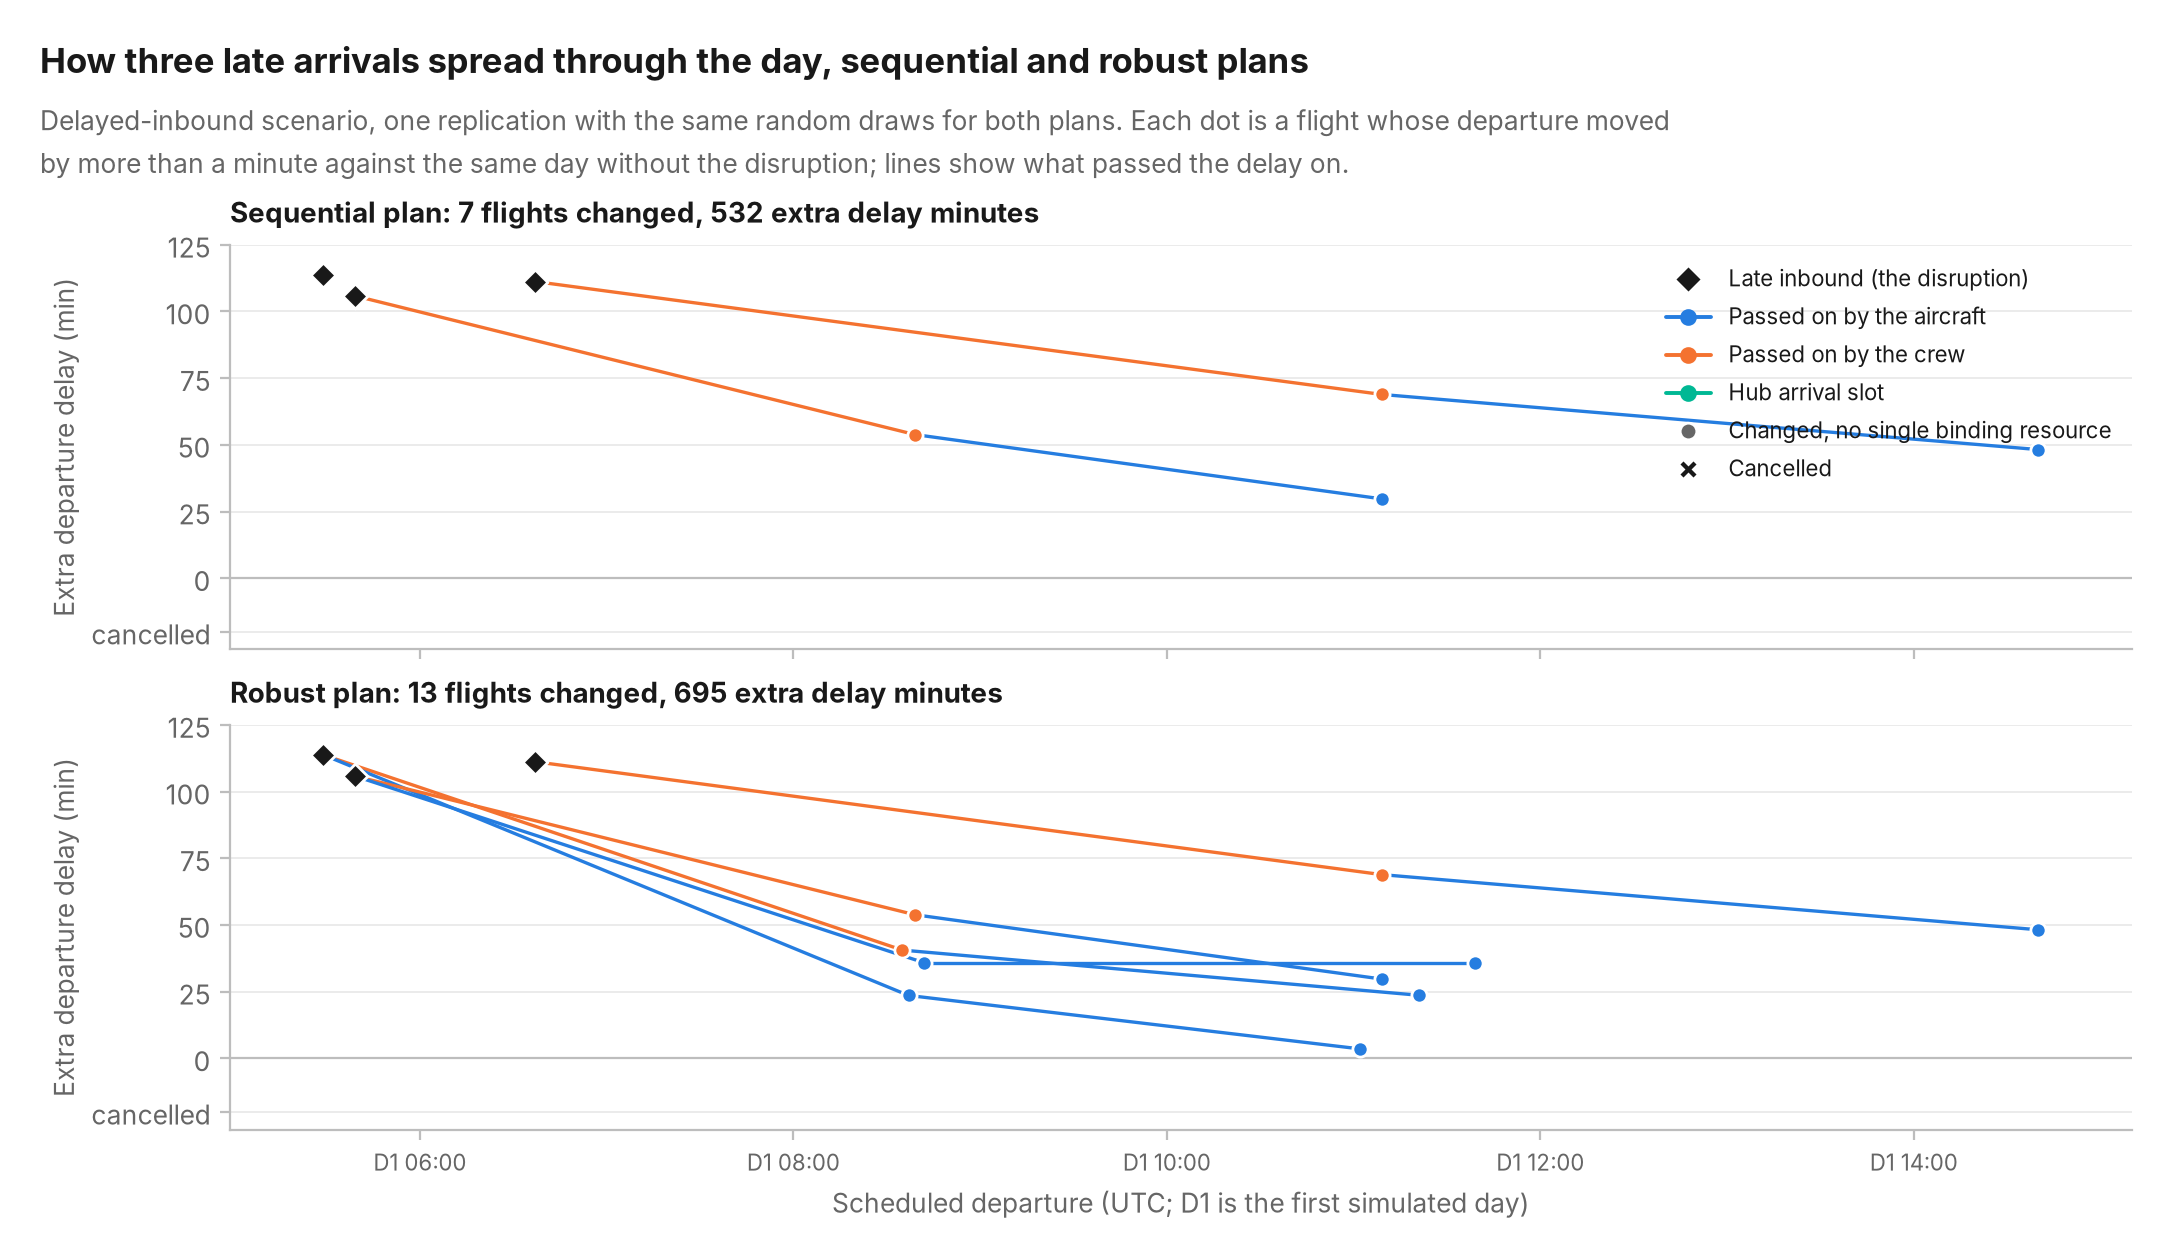 How three late arrivals spread through the day, sequential and robust plans
Delayed-inbound scenario, one replication with the same random draws for both plans. Each dot is a flight whose departure moved
by more than a minute against the same day without the disruption; lines show what passed the delay on.
Sequential plan: 7 flights changed, 532 extra delay minutes
125
100
75
50
25
0
cancelled
Extra departure delay (min)
Late inbound (the disruption)
Passed on by the aircraft
Passed on by the crew
Hub arrival slot
Changed, no single binding resource
Cancelled
Robust plan: 13 flights changed, 695 extra delay minutes
125
100
75
50
25
0
cancelled
Extra departure delay (min)
D1 06:00
D1 08:00
D1 10:00
D1 12:00
D1 14:00
Scheduled departure (UTC; D1 is the first simulated day)